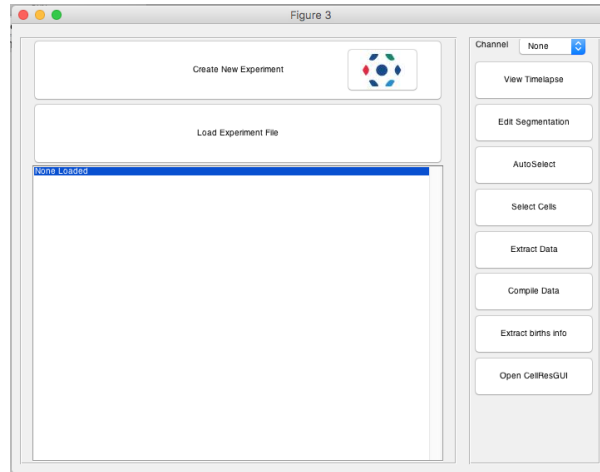 Figure 3
Create New Experiment
Load Experiment File
None Loaded
Channel None
View Timelapse
Edit Segmentation
AutoSelect
Select Cells
Extract Data
Compile Data
Extract births info
Open CellResGUI